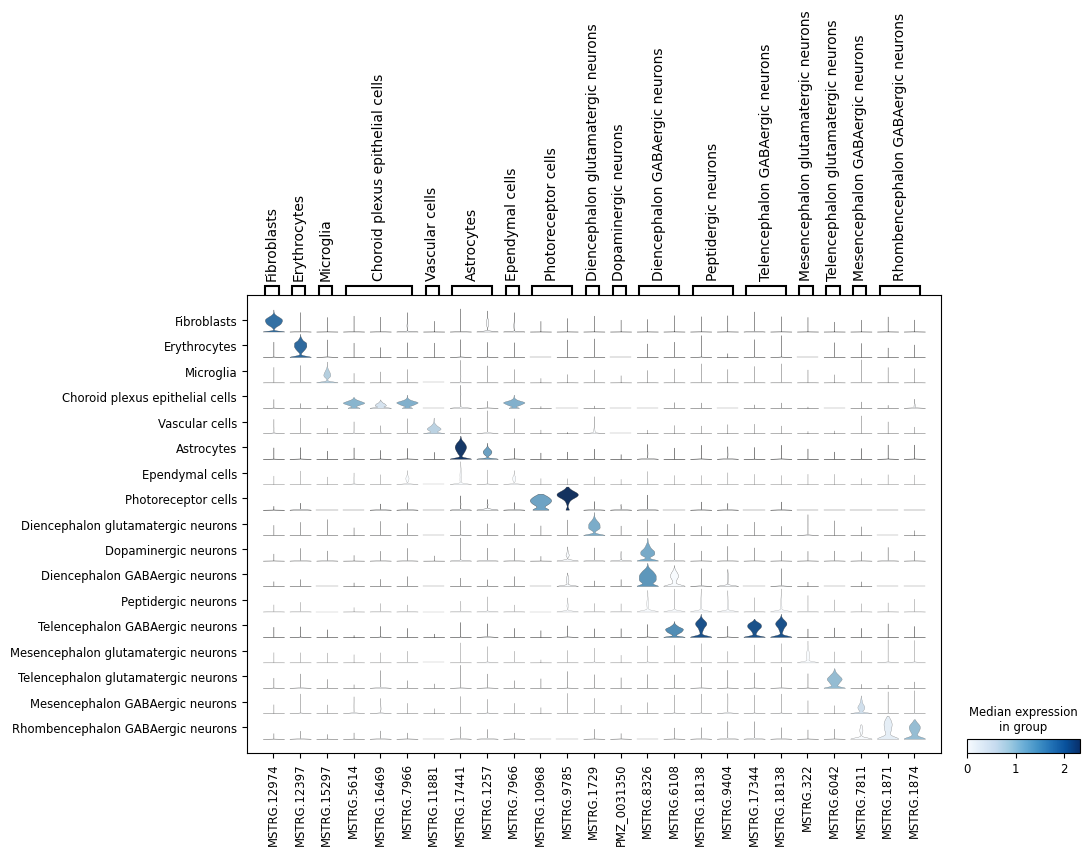 Fibroblasts
Erythrocytes
Microglia
Choroid plexus epithelial cells
Vascular cells
Astrocytes
Ependymal cells
Photoreceptor cells
Diencephalon glutamatergic neurons
Dopaminergic neurons
Diencephalon GABAergic neurons
Peptidergic neurons
Telencephalon GABAergic neurons
Mesencephalon glutamatergic neurons
Telencephalon glutamatergic neurons
Mesencephalon GABAergic neurons
Rhombencephalon GABAergic neurons
Fibroblasts
Erythrocytes
Microglia
Choroid plexus epithelial cells
Vascular cells
Astrocytes
Ependymal cells
Photoreceptor cells
Diencephalon glutamatergic neurons
Dopaminergic neurons
Diencephalon GABAergic neurons
Peptidergic neurons
Telencephalon GABAergic neurons
Mesencephalon glutamatergic neurons
Telencephalon glutamatergic neurons
Mesencephalon GABAergic neurons
Rhombencephalon GABAergic neurons
MSTRG.12974
MSTRG.12397
MSTRG.15297
MSTRG.5614
MSTRG.16469
MSTRG.7966
MSTRG.11881
MSTRG.17441
MSTRG.1257
MSTRG.7966
MSTRG.10968
MSTRG.9785
MSTRG.1729
PMZ_0031350
MSTRG.8326
MSTRG.6108
MSTRG.18138
MSTRG.9404
MSTRG.17344
MSTRG.18138
MSTRG.322
MSTRG.6042
MSTRG.7811
MSTRG.1871
MSTRG.1874
Median expression
in group
0 1 2